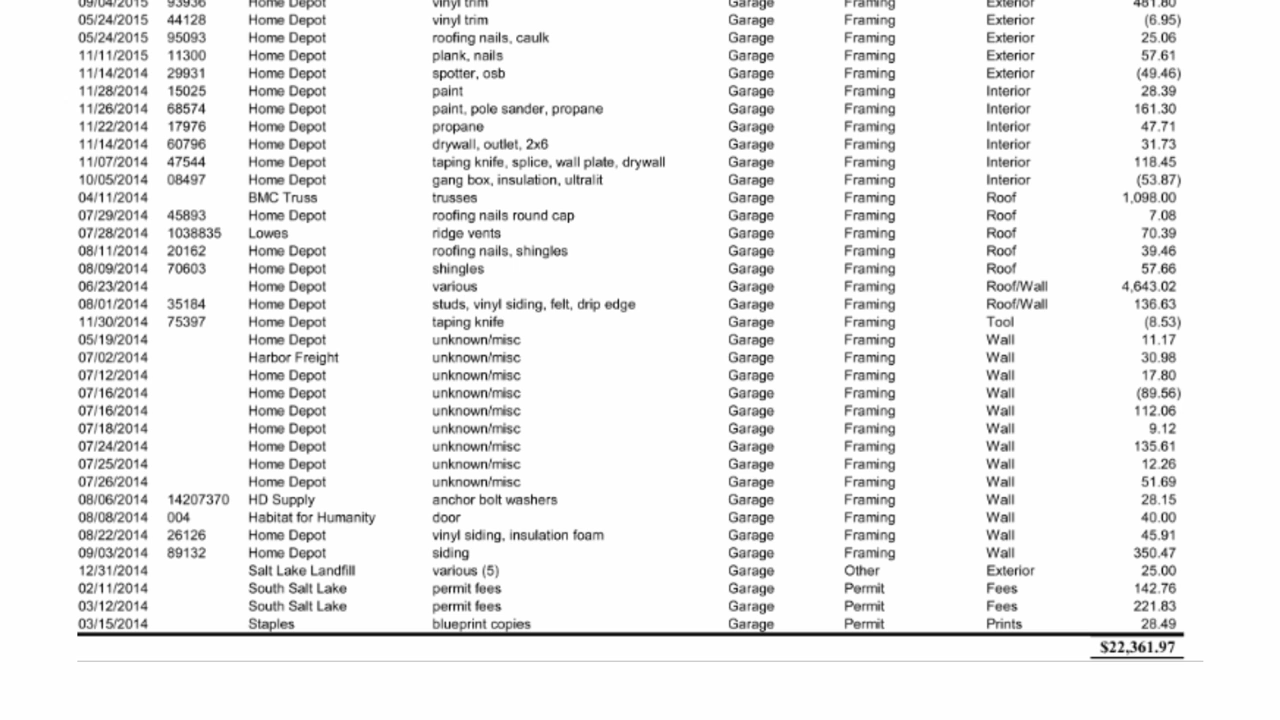 09/04/2015 93936 Home Depot vinyl trim Garage Framing Exterior 481.80
05/24/2015 44128 Home Depot vinyl trim Garage Framing Exterior (6.95)
05/24/2015 95093 Home Depot roofing nails, caulk Garage Framing Exterior 25.06
11/11/2015 11300 Home Depot plank, nails Garage Framing Exterior 57.61
11/14/2014 29931 Home Depot spotter, osb Garage Framing Exterior (49.46)
11/28/2014 15025 Home Depot paint Garage Framing Interior 28.39
11/26/2014 68574 Home Depot paint, pole sander, propane Garage Framing Interior 161.30
11/22/2014 17976 Home Depot propane Garage Framing Interior 47.71
11/14/2014 60796 Home Depot drywall, outlet, 2x6 Garage Framing Interior 31.73
11/07/2014 47544 Home Depot taping knife, splice, wall plate, drywall Garage Framing Interior 118.45
10/05/2014 08497 Home Depot gang box, insulation, ultralit Garage Framing Interior (53.87)
04/11/2014 BMC Truss trusses Garage Framing Roof 1,098.00
07/29/2014 45893 Home Depot roofing nails round cap Garage Framing Roof 7.08
07/28/2014 1038835 Lowes ridge vents Garage Framing Roof 70.39
08/11/2014 20162 Home Depot roofing nails, shingles Garage Framing Roof 39.46
08/09/2014 70603 Home Depot shingles Garage Framing Roof 57.66
06/23/2014 Home Depot various Garage Framing Roof/Wall 4,643.02
08/01/2014 35184 Home Depot studs, vinyl siding, felt, drip edge Garage Framing Roof/Wall 136.63
11/30/2014 75397 Home Depot taping knife Garage Framing Tool (8.53)
05/19/2014 Home Depot unknown/misc Garage Framing Wall 11.17
07/02/2014 Harbor Freight unknown/misc Garage Framing Wall 30.98
07/12/2014 Home Depot unknown/misc Garage Framing Wall 17.80
07/16/2014 Home Depot unknown/misc Garage Framing Wall (89.56)
07/16/2014 Home Depot unknown/misc Garage Framing Wall 112.06
07/18/2014 Home Depot unknown/misc Garage Framing Wall 9.12
07/24/2014 Home Depot unknown/misc Garage Framing Wall 135.61
07/25/2014 Home Depot unknown/misc Garage Framing Wall 12.26
07/26/2014 Home Depot unknown/misc Garage Framing Wall 51.69
08/06/2014 14207370 HD Supply anchor bolt washers Garage Framing Wall 28.15
08/08/2014 004 Habitat for Humanity door Garage Framing Wall 40.00
08/22/2014 26126 Home Depot vinyl siding, insulation foam Garage Framing Wall 45.91
09/03/2014 89132 Home Depot siding Garage Framing Wall 350.47
12/31/2014 Salt Lake Landfill various (5) Garage Other Exterior 25.00
02/11/2014 South Salt Lake permit fees Garage Permit Fees 142.76
03/12/2014 South Salt Lake permit fees Garage Permit Fees 221.83
03/15/2014 Staples blueprint copies Garage Permit Prints 28.49
$22,361.97